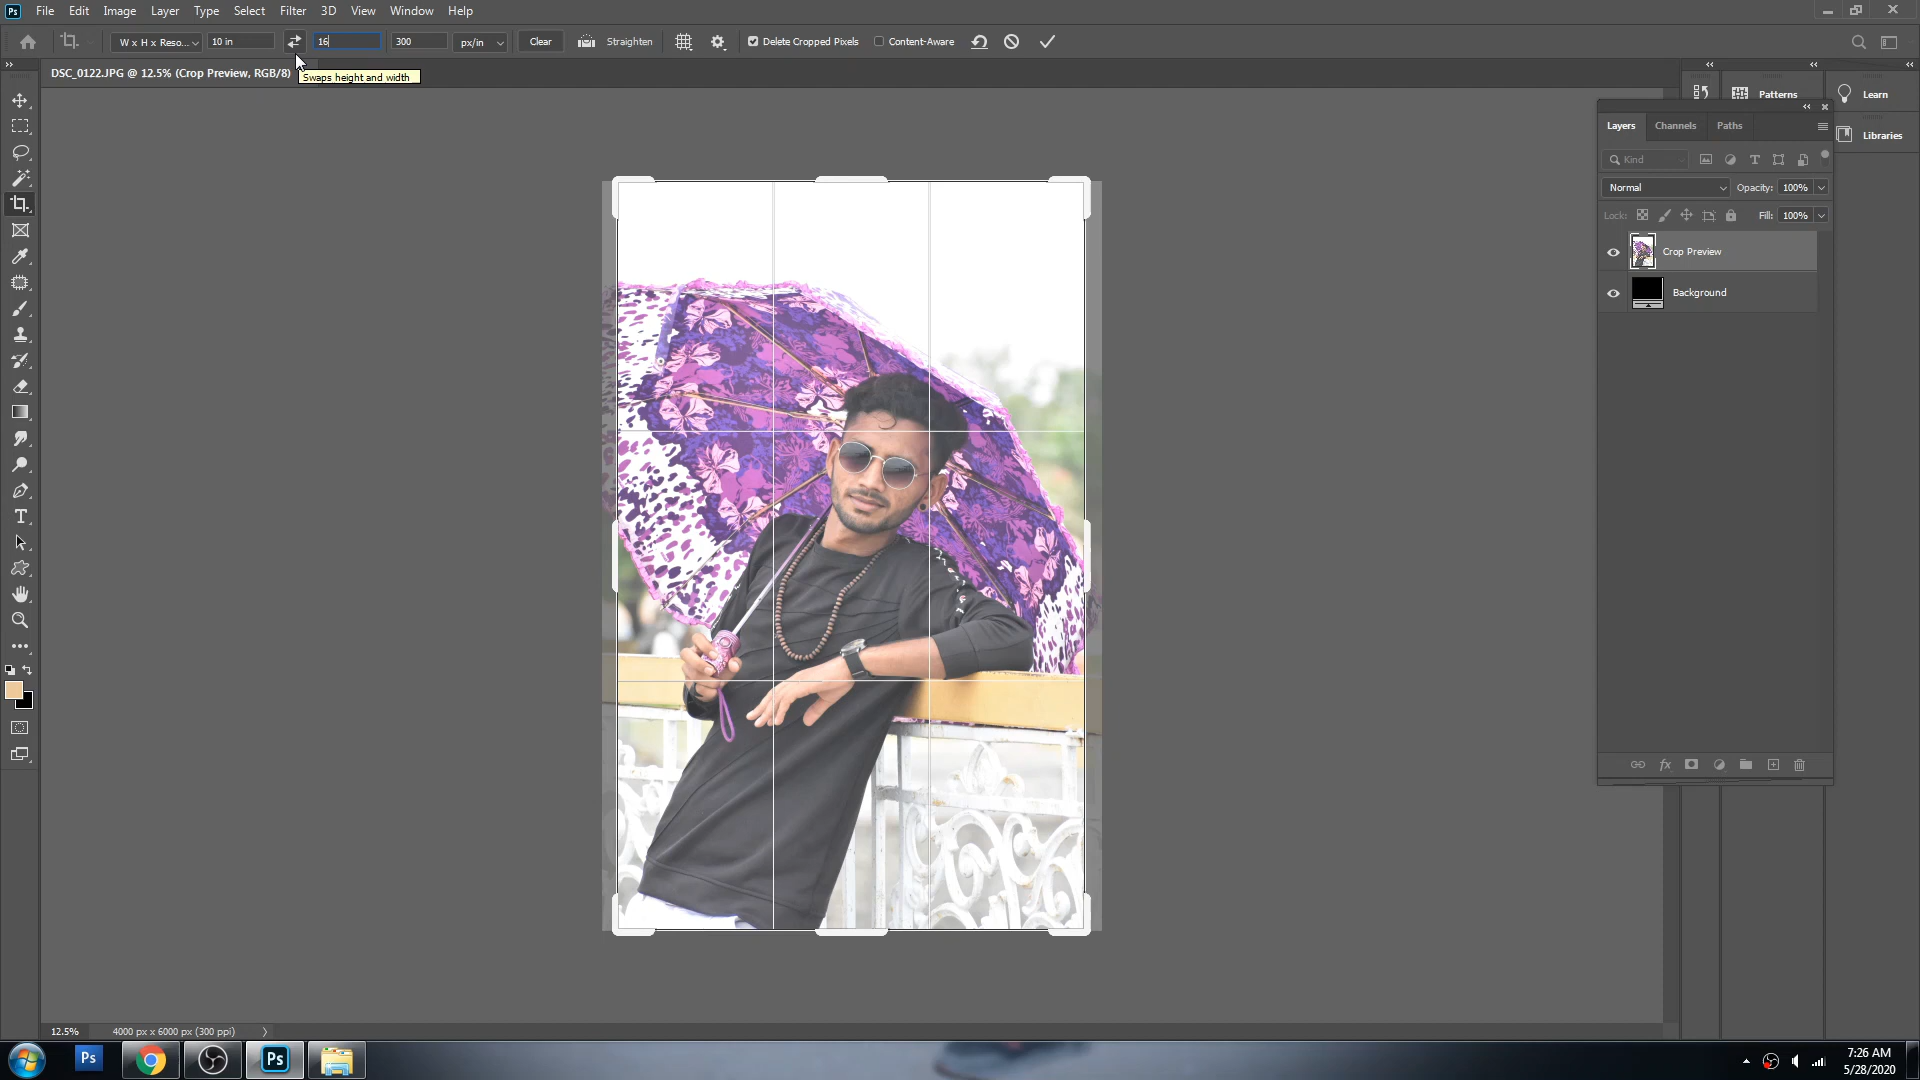 Ps File Edit Image Layer Type Select Filter 3D View Window Help
W x H x Reso... 10 in 16 300 px/in Clear Straighten Delete Cropped Pixels Content-Aware
DSC_0122.JPG @ 12.5% (Crop Preview, RGB/8)
Swaps height and width
Patterns
Learn
Libraries
Layers Channels Paths
Kind
Normal Opacity: 100%
Lock: Fill: 100%
Crop Preview
Background
12.5% 4000 px x 6000 px (300 ppi)
Ps Ps
7:26 AM
5/28/2020